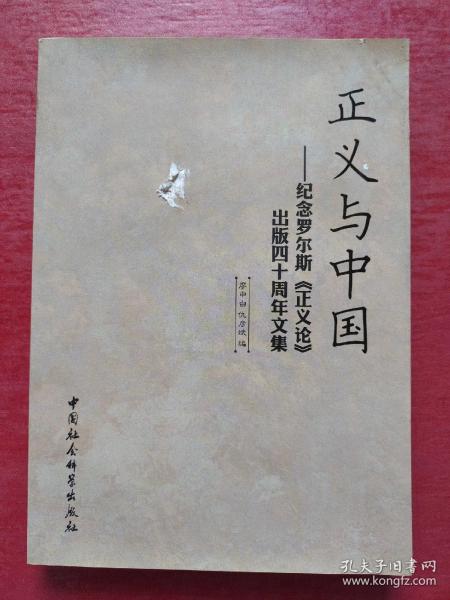 正义与中国
——纪念罗尔斯《正义论》
出版四十周年文集
廖申白 仇彦斌 编
中国社会科学出版社
孔夫子旧书网
www.kongfz.com